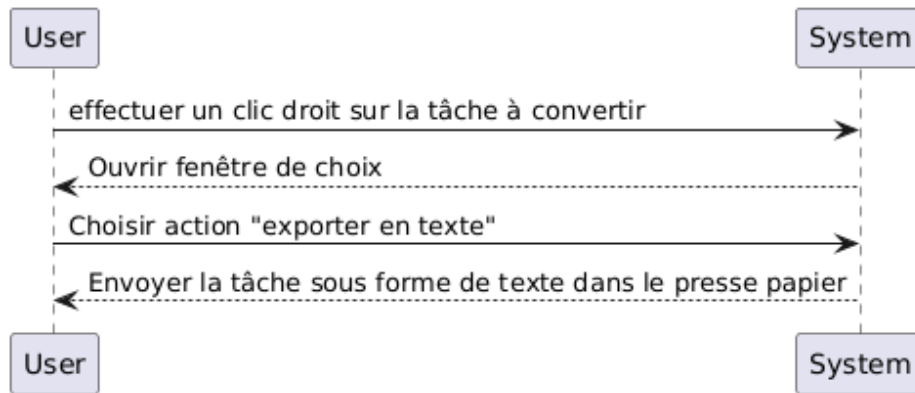 User System
effectuer un clic droit sur la tâche à convertir
Ouvrir fenêtre de choix
Choisir action "exporter en texte"
Envoyer la tâche sous forme de texte dans le presse papier
User System